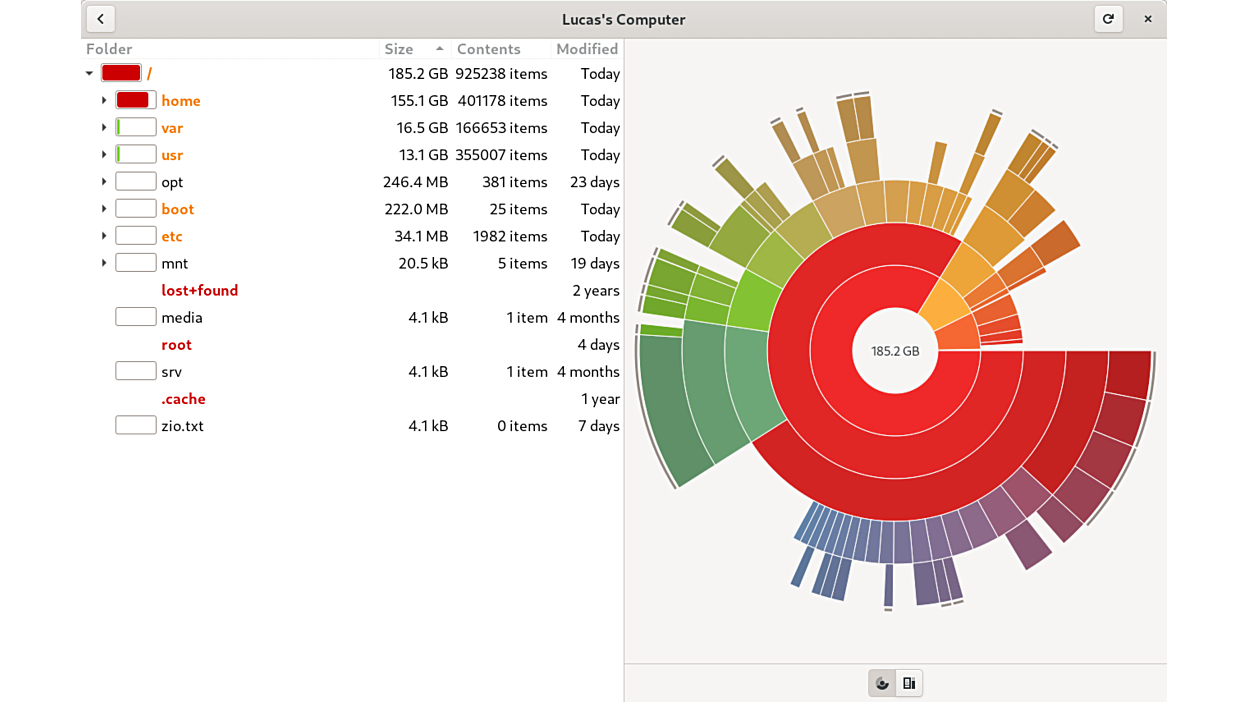 Lucas's Computer
Folder Size Contents Modified
/ 185.2 GB 925238 items Today
home 155.1 GB 401178 items Today
var 16.5 GB 166653 items Today
usr 13.1 GB 355007 items Today
opt 246.4 MB 381 items 23 days
boot 222.0 MB 25 items Today
etc 34.1 MB 1982 items Today
mnt 20.5 kB 5 items 19 days
lost+found 2 years
media 4.1 kB 1 item 4 months
root 4 days
srv 4.1 kB 1 item 4 months
.cache 1 year
zio.txt 4.1 kB 0 items 7 days
185.2 GB